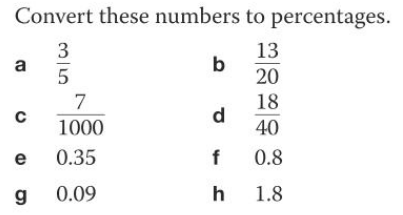 Convert these numbers to percentages.
a 3/5 b 13/20
c 7/1000 d 18/40
e 0.35 f 0.8
g 0.09 h 1.8